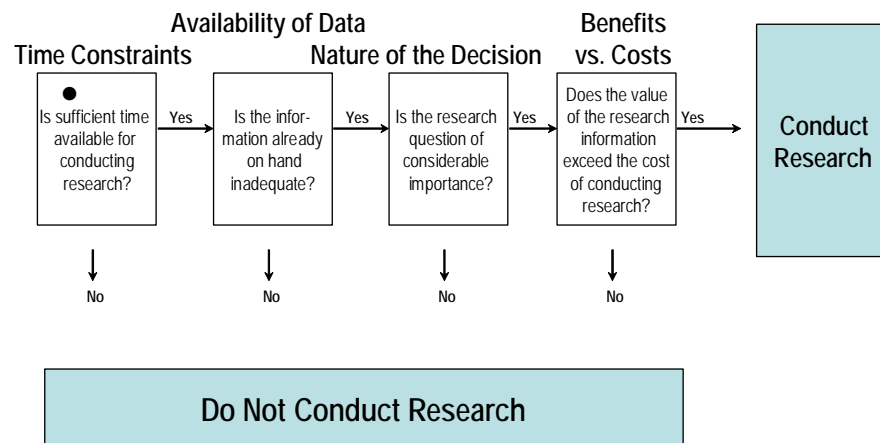 Availability of Data
Benefits
Time Constraints
Nature of the Decision
vs. Costs
Is sufficient time
available for
conducting
research?
Yes
Is the infor-
mation already
on hand
inadequate?
Yes
Is the research
question of
considerable
importance?
Yes
Does the value
of the research
information
exceed the cost
of conducting
research?
Yes
Conduct
Research
No
No
No
No
Do Not Conduct Research